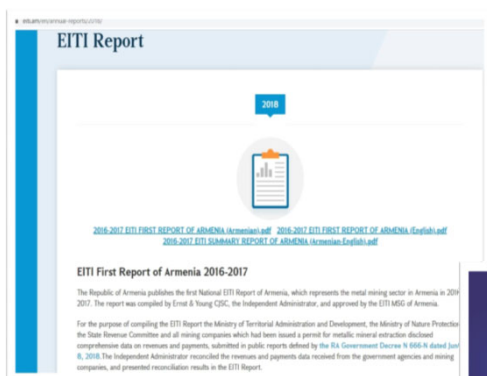 eiti.am/en/annual-reports/2018/
EITI Report
2018
2016-2017 EITI FIRST REPORT OF ARMENIA (Armenian).pdf 2016-2017 EITI FIRST REPORT OF ARMENIA (English).pdf
2016-2017 EITI SUMMARY REPORT OF ARMENIA (Armenian-English).pdf
EITI First Report of Armenia 2016-2017
The Republic of Armenia publishes the first National EITI Report of Armenia, which represents the metal mining sector in Armenia in
2017. The report was compiled by Ernst & Young CJSC, the Independent Administrator, and approved by the EITI MSG of Armenia.
For the purpose of compiling the EITI Report the Ministry of Territorial Administration and Development, the Ministry of Nature Protection
the State Revenue Committee and all mining companies which had been issued a permit for metallic mineral extraction disclosed
comprehensive data on revenues and payments, submitted in public reports defined by the RA Government Decree N 666-N dated
8, 2018.The Independent Administrator reconciled the revenues and payments data received from the government agencies and mining
companies, and presented reconciliation results in the EITI Report.